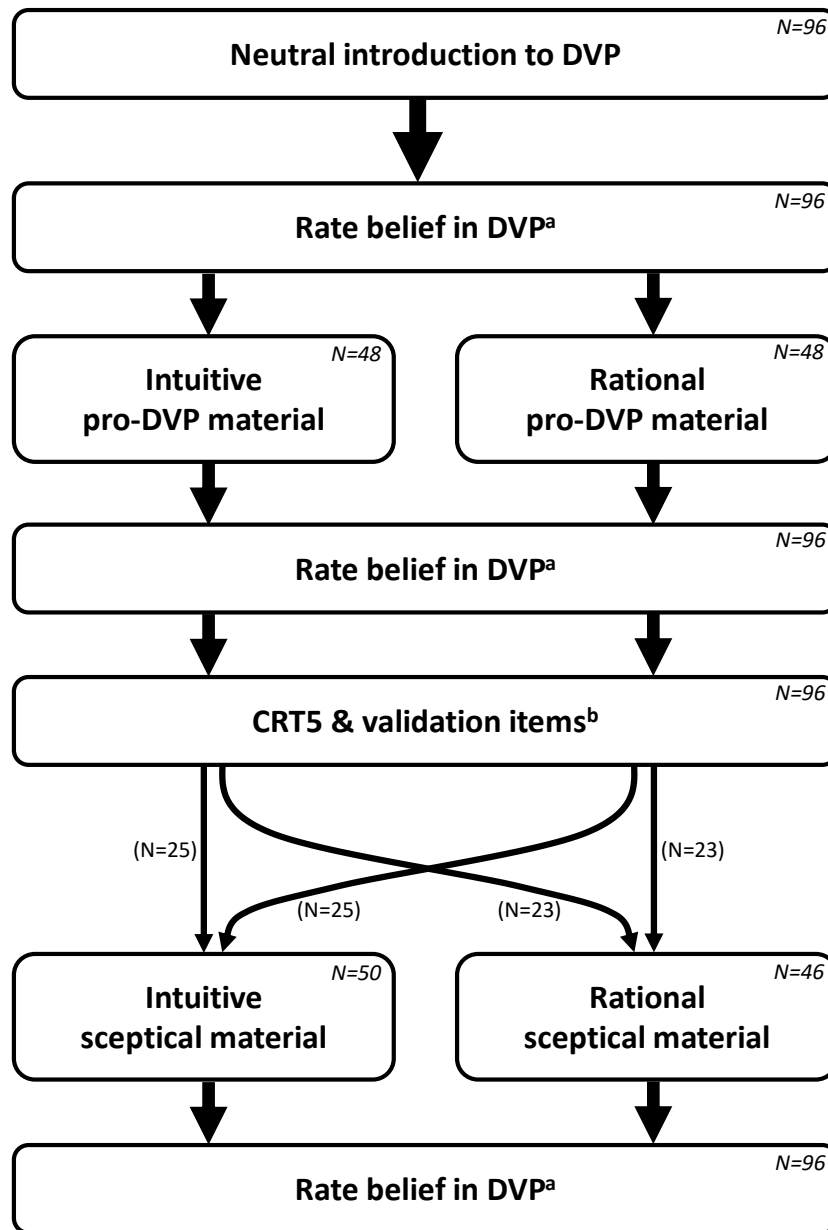 N=96
Neutral introduction to DVP
N=96
Rate belief in DVPᵃ
N=48
Intuitive
pro-DVP material
N=48
Rational
pro-DVP material
N=96
Rate belief in DVPᵃ
N=96
CRT5 & validation itemsᵇ
(N=25)
(N=23)
(N=25)
(N=23)
N=50
Intuitive
sceptical material
N=46
Rational
sceptical material
N=96
Rate belief in DVPᵃ